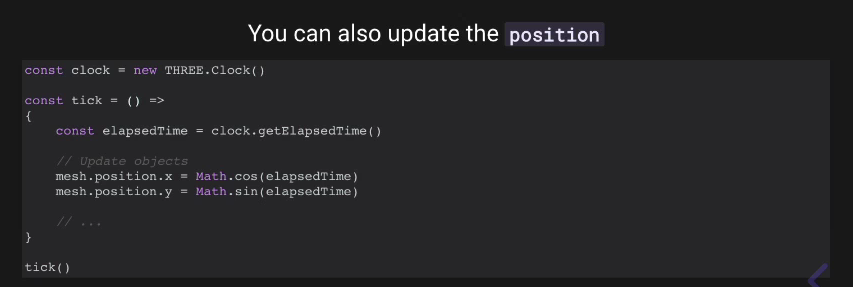 You can also update the position
const clock = new THREE.Clock()
const tick = () =>
{
const elapsedTime = clock.getElapsedTime()
// Update objects
mesh.position.x = Math.cos(elapsedTime)
mesh.position.y = Math.sin(elapsedTime)
// ...
}
tick()